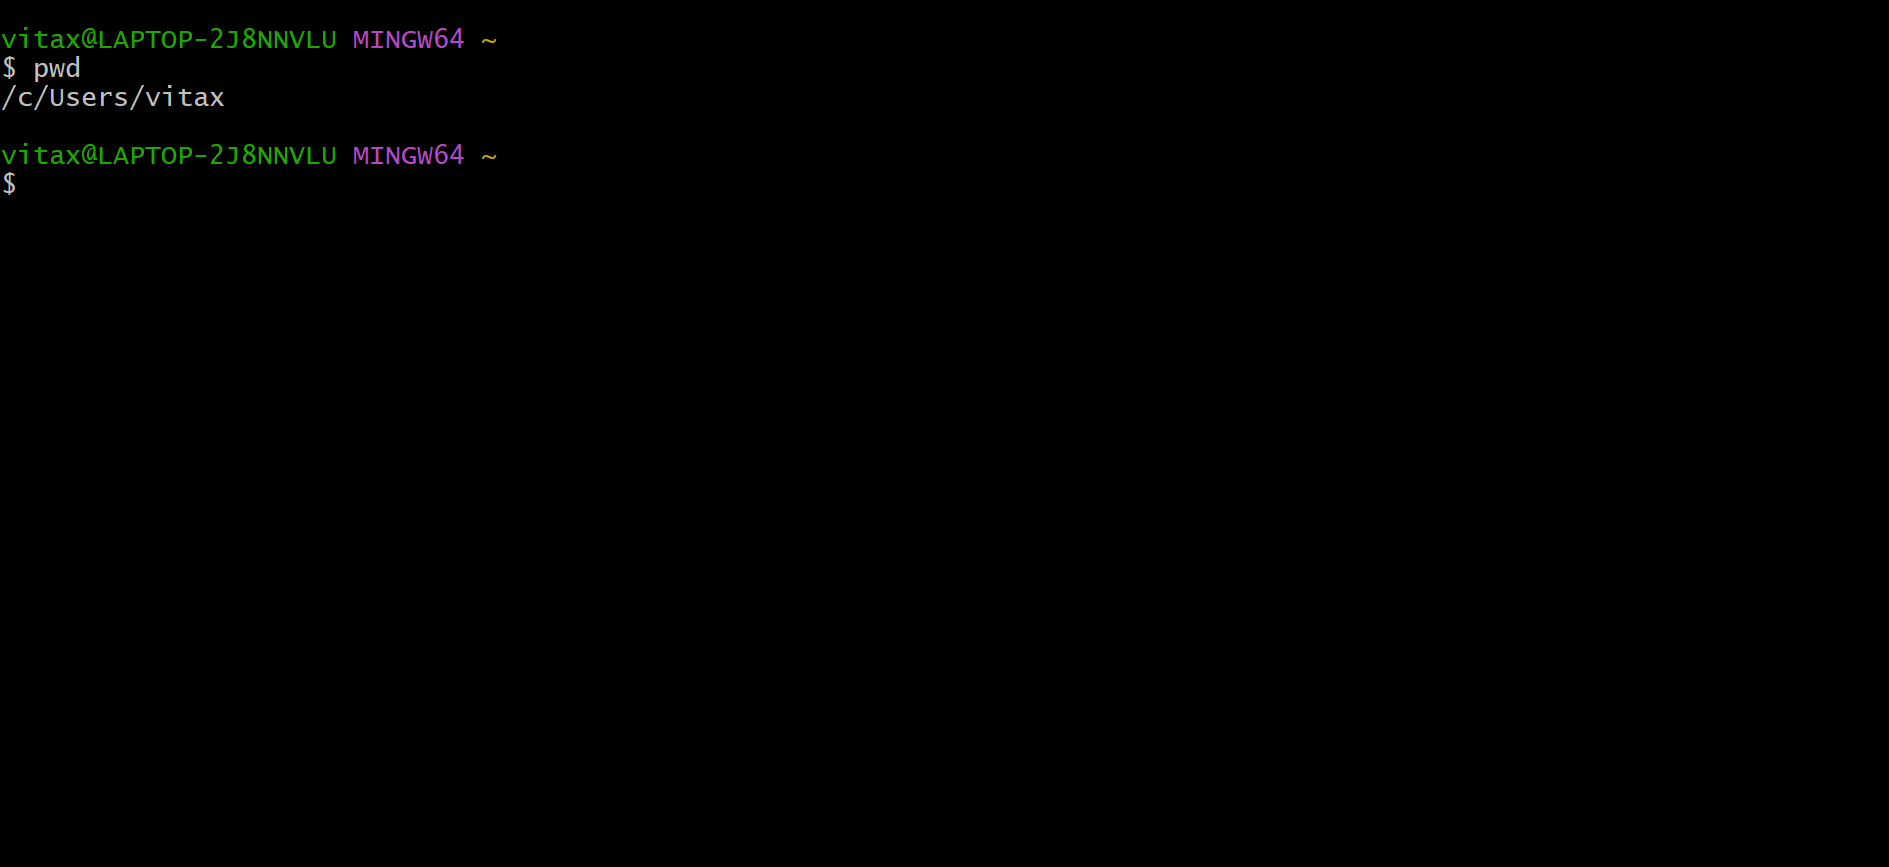 vitax@LAPTOP-2J8NNVLU MINGW64 ~
$ pwd
/c/Users/vitax
vitax@LAPTOP-2J8NNVLU MINGW64 ~
$